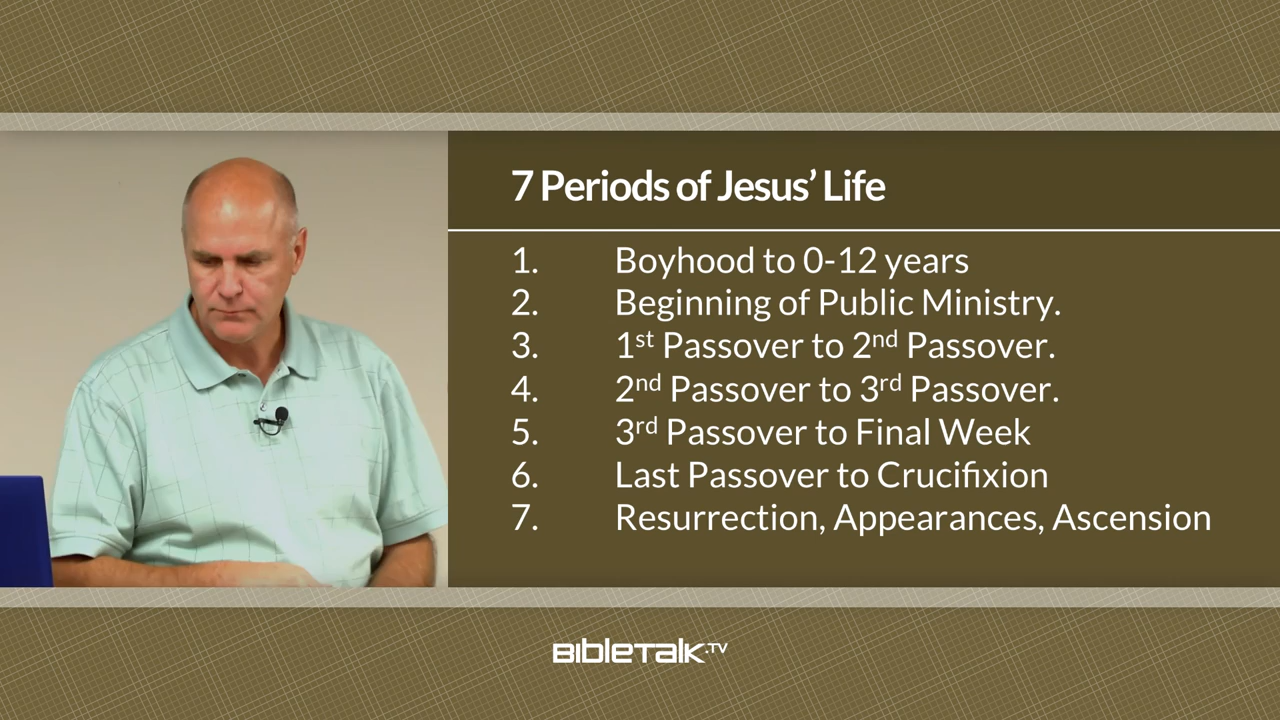 7 Periods of Jesus’ Life
1. Boyhood to 0-12 years
2. Beginning of Public Ministry.
3. 1st Passover to 2nd Passover.
4. 2nd Passover to 3rd Passover.
5. 3rd Passover to Final Week
6. Last Passover to Crucifixion
7. Resurrection, Appearances, Ascension
BibleTalk.TV